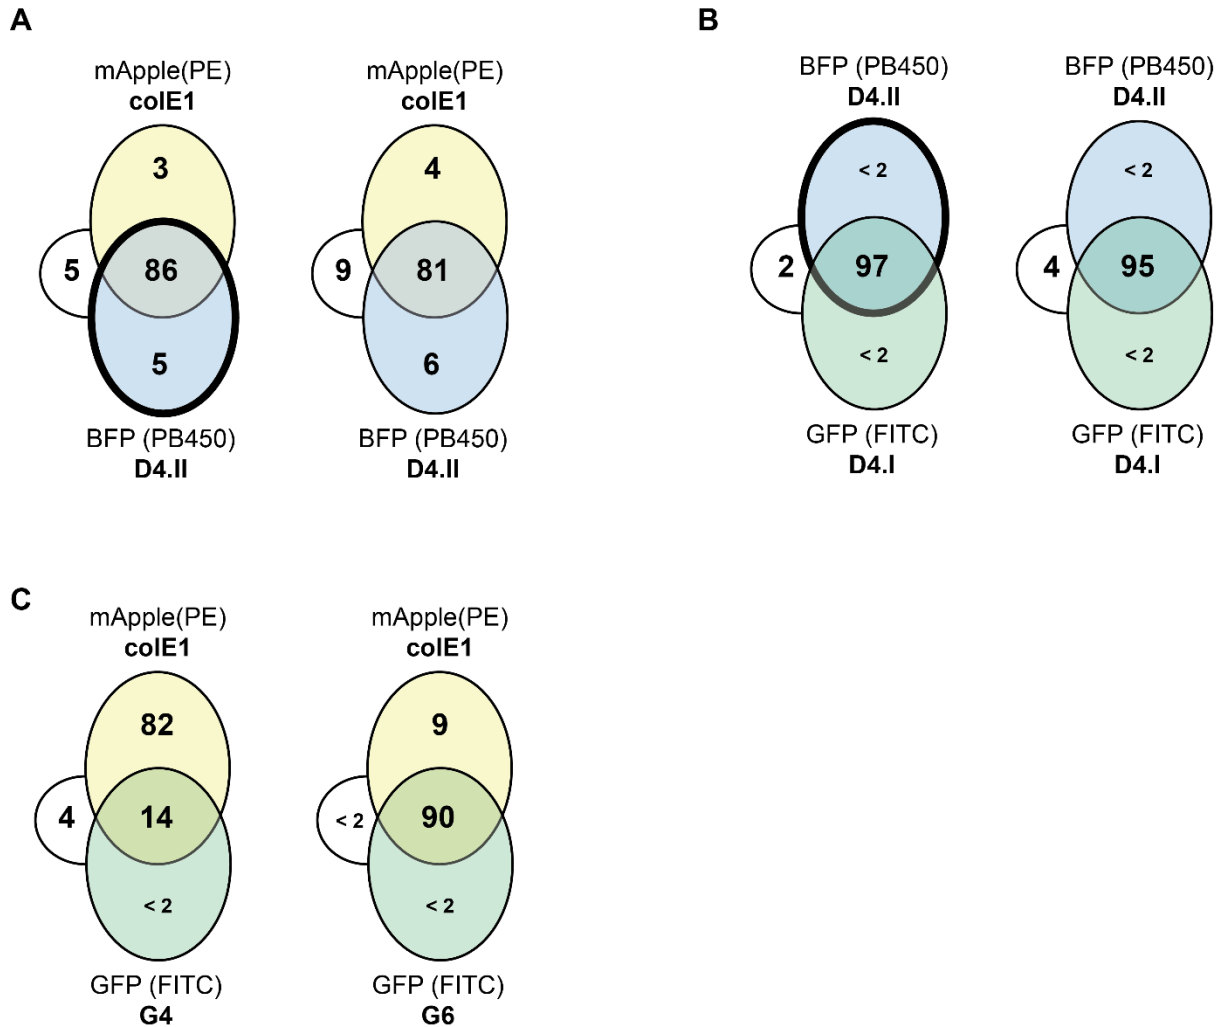 A
mApple(PE)
colE1
3
5
86
5
BFP (PB450)
D4.II
mApple(PE)
colE1
4
9
81
6
BFP (PB450)
D4.II
B
BFP (PB450)
D4.II
< 2
2
97
< 2
GFP (FITC)
D4.I
BFP (PB450)
D4.II
< 2
4
95
< 2
GFP (FITC)
D4.I
C
mApple(PE)
colE1
82
4
14
< 2
GFP (FITC)
G4
mApple(PE)
colE1
9
< 2
90
< 2
GFP (FITC)
G6